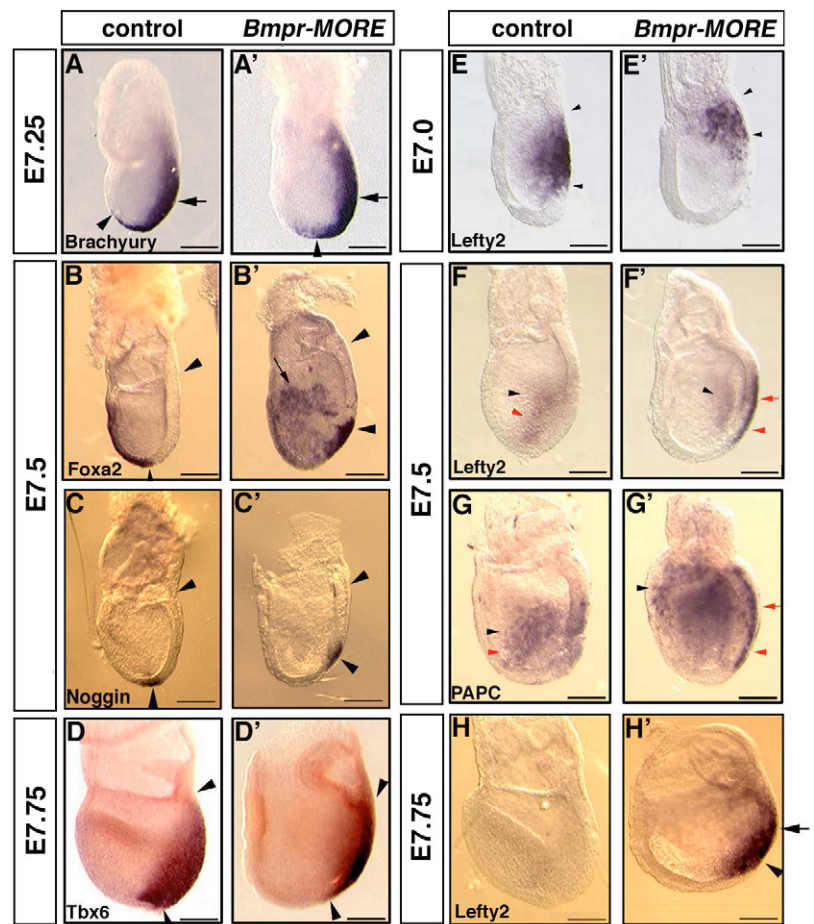 control Bmpr-MORE control Bmpr-MORE
E7.25
A A'
Brachyury
E7.0
E E'
Lefty2
E7.5
B B'
Foxa2
E7.5
F F'
Lefty2
C C'
Noggin
G G'
PAPC
E7.75
D D'
Tbx6
E7.75
H H'
Lefty2